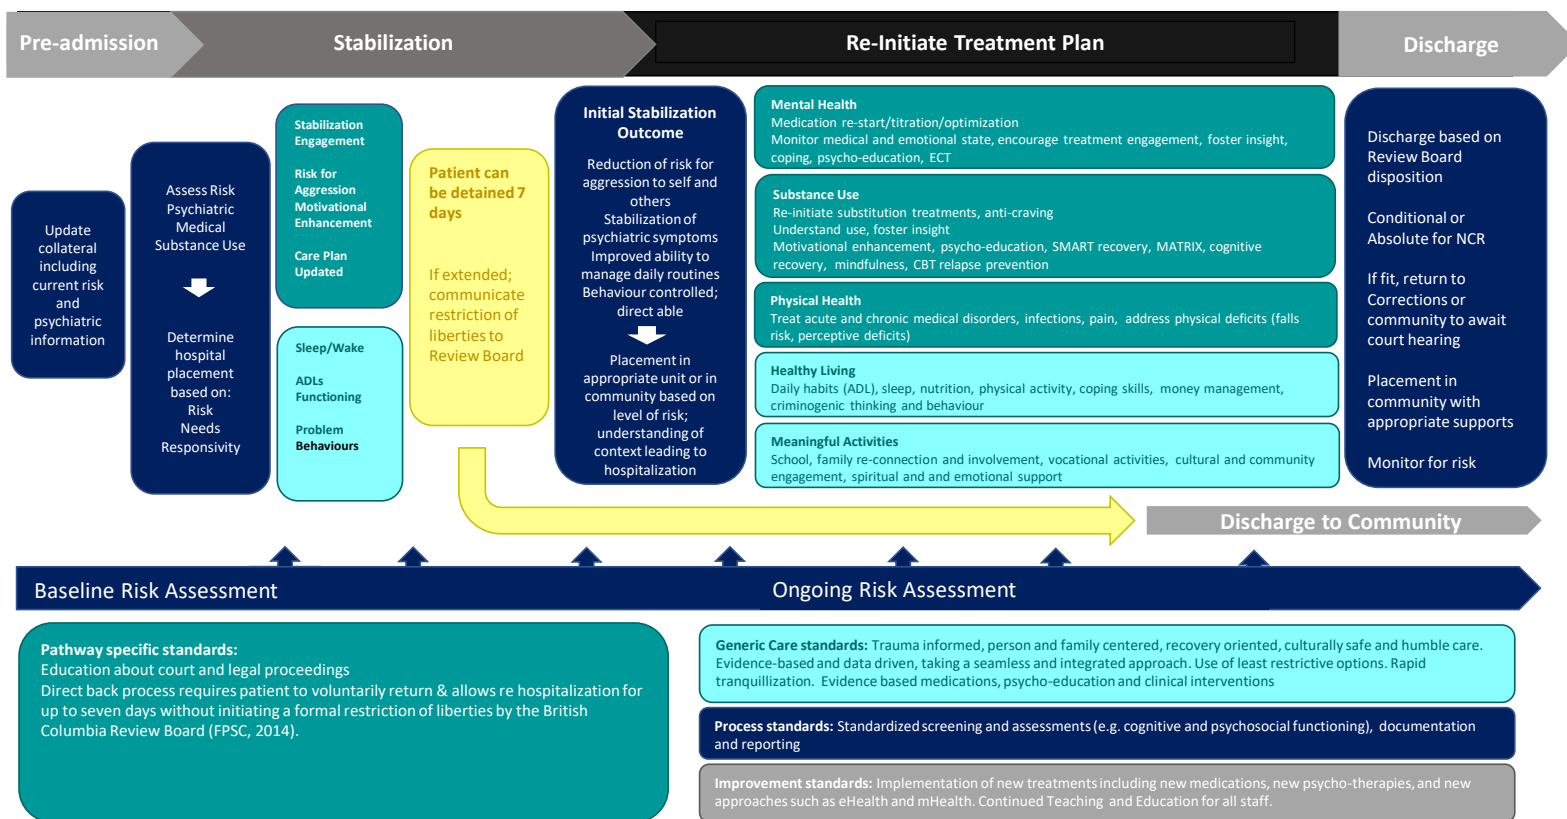 Pre-admission
Stabilization
Re-Initiate Treatment Plan
Discharge
Update
collateral
including
current risk
and
psychiatric
information
Assess Risk
Psychiatric
Medical
Substance Use
Determine
hospital
placement
based on:
Risk
Needs
Responsivity
Stabilization
Engagement
Risk for
Aggression
Motivational
Enhancement
Care Plan
Updated
Sleep/Wake
ADLs
Functioning
Problem
Behaviours
Patient can
be detained 7
days
If extended;
communicate
restriction of
liberties to
Review Board
Initial Stabilization
Outcome
Reduction of risk for
aggression to self and
others
Stabilization of
psychiatric symptoms
Improved ability to
manage daily routines
Behaviour controlled;
direct able
Placement in
appropriate unit or in
community based on
level of risk;
understanding of
context leading to
hospitalization
Mental Health
Medication re-start/titration/optimization
Monitor medical and emotional state, encourage treatment engagement, foster insight,
coping, psycho-education, ECT
Substance Use
Re-initiate substitution treatments, anti-craving
Understand use, foster insight
Motivational enhancement, psycho-education, SMART recovery, MATRIX, cognitive
recovery, mindfulness, CBT relapse prevention
Physical Health
Treat acute and chronic medical disorders, infections, pain, address physical deficits (falls
risk, perceptive deficits)
Healthy Living
Daily habits (ADL), sleep, nutrition, physical activity, coping skills, money management,
criminogenic thinking and behaviour
Meaningful Activities
School, family re-connection and involvement, vocational activities, cultural and community
engagement, spiritual and and emotional support
Discharge based on
Review Board
disposition
Conditional or
Absolute for NCR
If fit, return to
Corrections or
community to await
court hearing
Placement in
community with
appropriate supports
Monitor for risk
Discharge to Community
Baseline Risk Assessment
Ongoing Risk Assessment
Pathway specific standards:
Education about court and legal proceedings
Direct back process requires patient to voluntarily return & allows re hospitalization for
up to seven days without initiating a formal restriction of liberties by the British
Columbia Review Board (FPSC, 2014).
Generic Care standards: Trauma informed, person and family centered, recovery oriented, culturally safe and humble care.
Evidence-based and data driven, taking a seamless and integrated approach. Use of least restrictive options. Rapid
tranquillization. Evidence based medications, psycho-education and clinical interventions
Process standards: Standardized screening and assessments (e.g. cognitive and psychosocial functioning), documentation
and reporting
Improvement standards: Implementation of new treatments including new medications, new psycho-therapies, and new
approaches such as eHealth and mHealth. Continued Teaching and Education for all staff.